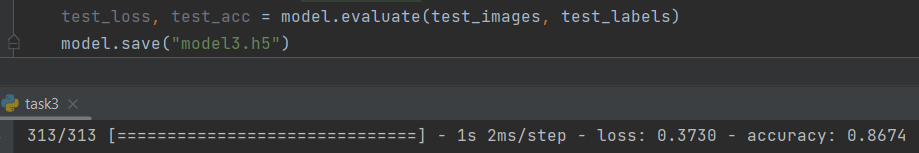 test_loss, test_acc = model.evaluate(test_images, test_labels)
model.save("model3.h5")
task3 ×
313/313 [==============================] - 1s 2ms/step - loss: 0.3730 - accuracy: 0.8674